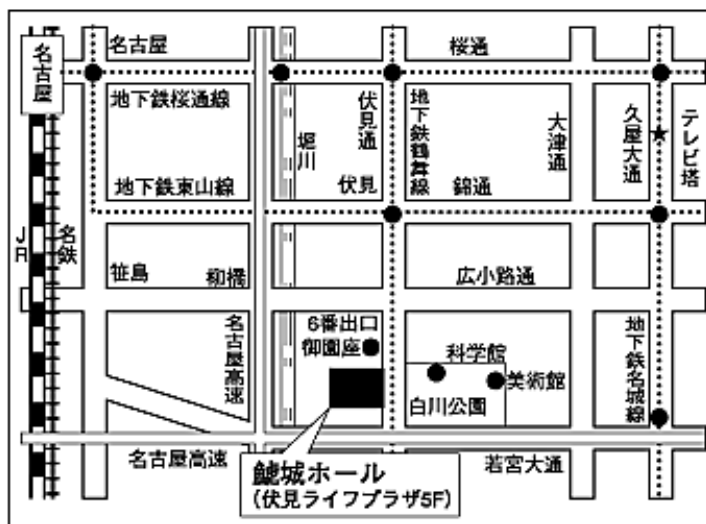 名古屋
名古屋
桜通
地下鉄桜通線
伏見通
堀川
地下鉄鶴舞線
大津通
久屋大通
★
テレビ塔
地下鉄東山線
伏見
錦通
JR
名鉄
笹島
柳橋
広小路通
名古屋高速
6番出口
御園座
科学館
美術館
白川公園
地下鉄名城線
名古屋高速
若宮大通
鯱城ホール
(伏見ライフプラザ5F)